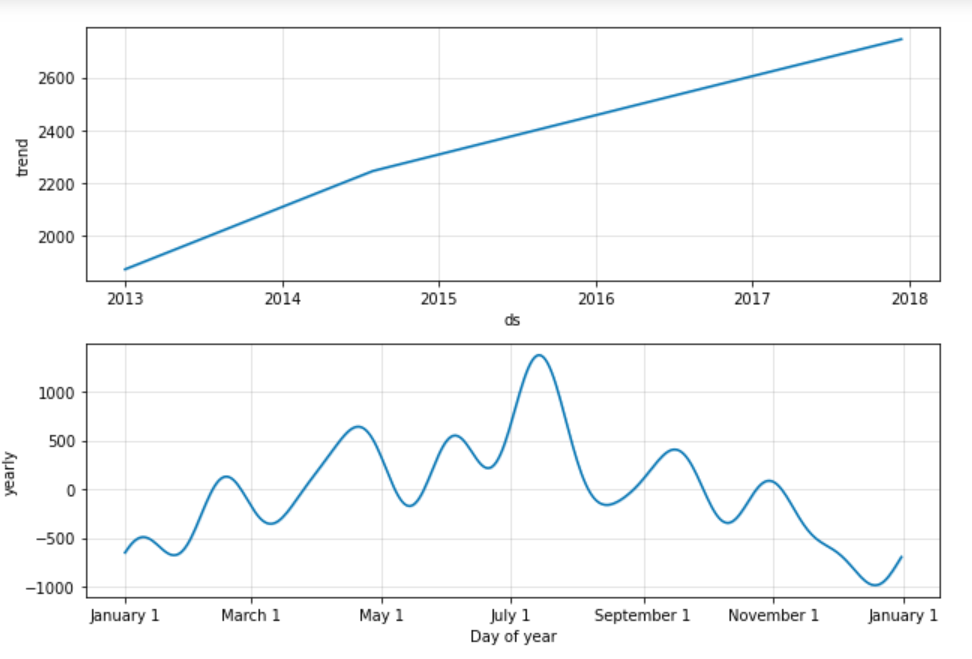 2600
2400
trend
2200
2000
2013 2014 2015 2016 2017 2018
ds
1000
500
yearly
0
−500
−1000
January 1 March 1 May 1 July 1 September 1 November 1 January 1
Day of year